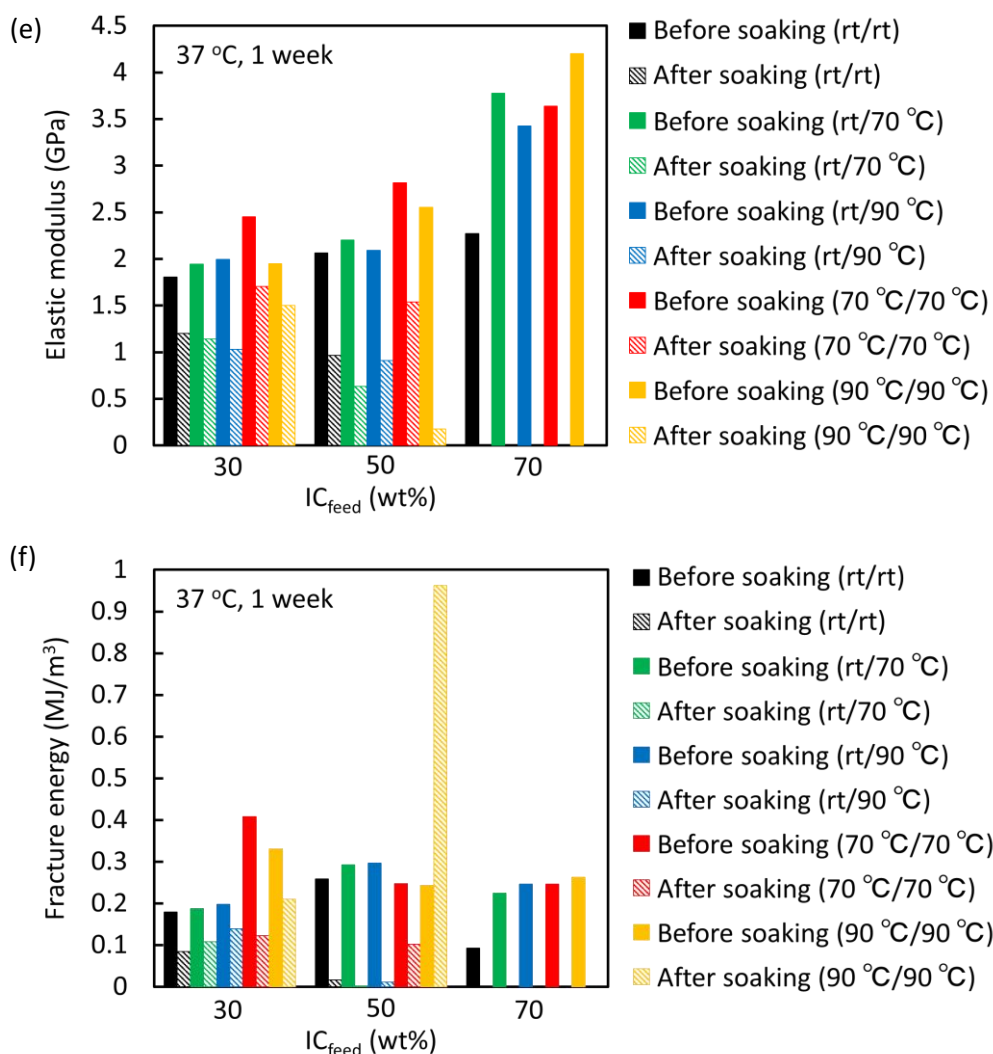 (e)
37 °C, 1 week
Elastic modulus (GPa)
4.5
4
3.5
3
2.5
2
1.5
1
0.5
0
30
50
70
IC_feed (wt%)
Before soaking (rt/rt)
After soaking (rt/rt)
Before soaking (rt/70 ℃)
After soaking (rt/70 ℃)
Before soaking (rt/90 ℃)
After soaking (rt/90 ℃)
Before soaking (70 ℃/70 ℃)
After soaking (70 ℃/70 ℃)
Before soaking (90 ℃/90 ℃)
After soaking (90 ℃/90 ℃)
(f)
37 °C, 1 week
Fracture energy (MJ/m³)
1
0.9
0.8
0.7
0.6
0.5
0.4
0.3
0.2
0.1
0
30
50
70
IC_feed (wt%)
Before soaking (rt/rt)
After soaking (rt/rt)
Before soaking (rt/70 ℃)
After soaking (rt/70 ℃)
Before soaking (rt/90 ℃)
After soaking (rt/90 ℃)
Before soaking (70 ℃/70 ℃)
After soaking (70 ℃/70 ℃)
Before soaking (90 ℃/90 ℃)
After soaking (90 ℃/90 ℃)